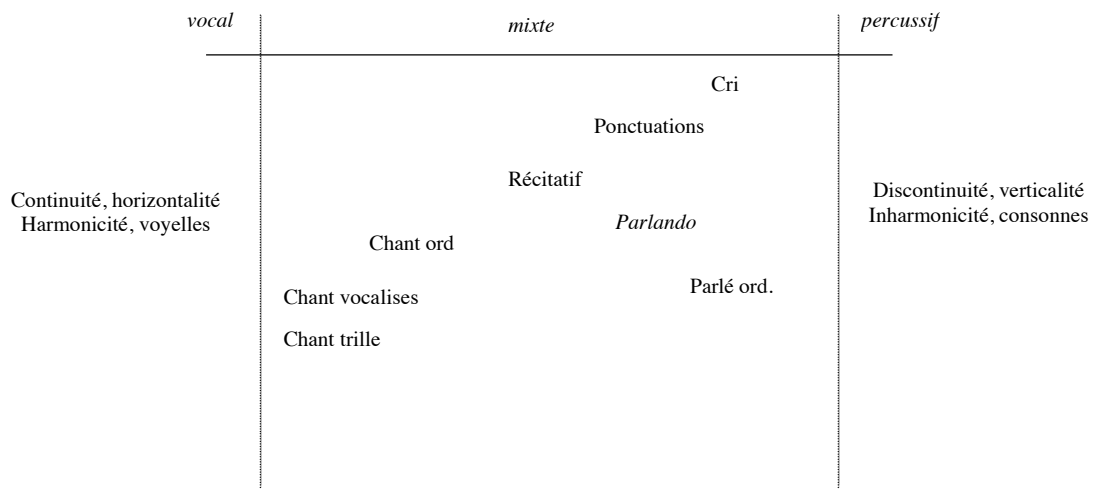 vocal mixte percussif
Cri
Ponctuations
Récitatif
Continuité, horizontalité
Harmonicité, voyelles
Discontinuité, verticalité
Inharmonicité, consonnes
Parlando
Chant ord
Parlé ord.
Chant vocalises
Chant trille